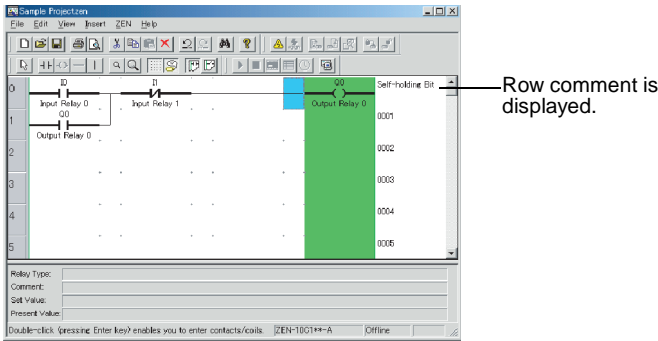 Sample Project.zen
File Edit View Insert ZEN Help
0
I0
I1
Q0
Self-holding Bit
Row comment is
displayed.
Input Relay 0
Input Relay 1
Output Relay 0
1
Q0
0001
Output Relay 0
2
0002
3
0003
4
0004
5
0005
Relay Type:
Comment:
Set Value:
Present Value:
Double-click (pressing Enter key) enables you to enter contacts/coils. ZEN-10C1**-A Offline